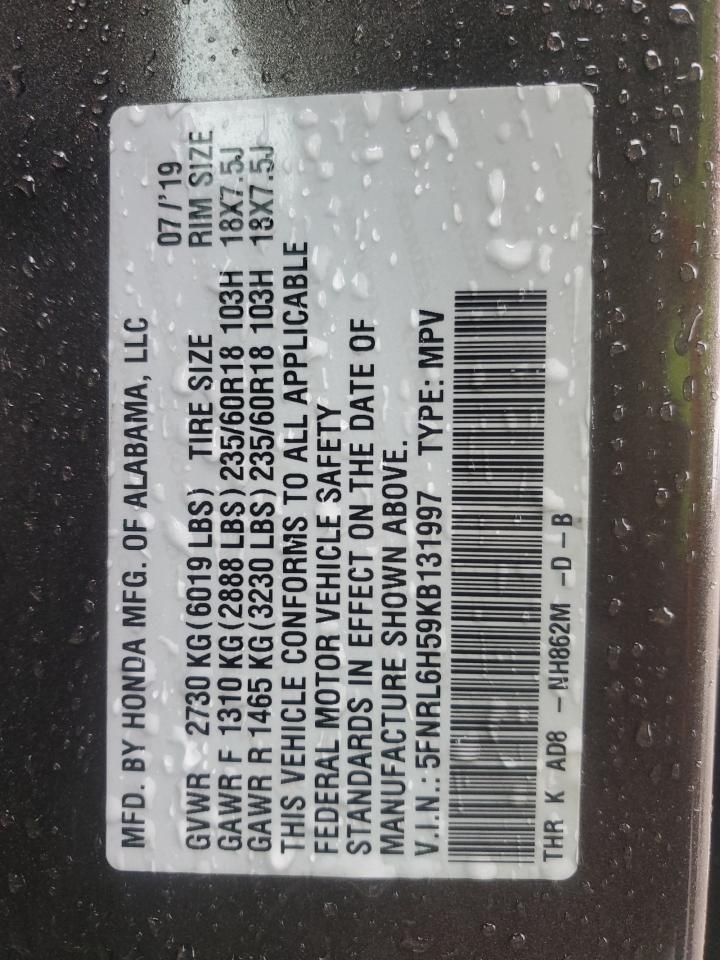 MFD. BY HONDA MFG. OF ALABAMA, LLC 07/'19
GVWR 2730 KG(6019 LBS) TIRE SIZE RIM SIZE
GAWR F 1310 KG(2888 LBS) 235/60R18 103H 18X7.5J
GAWR R 1465 KG(3230 LBS) 235/60R18 103H 18X7.5J
THIS VEHICLE CONFORMS TO ALL APPLICABLE
FEDERAL MOTOR VEHICLE SAFETY
STANDARDS IN EFFECT ON THE DATE OF
MANUFACTURE SHOWN ABOVE.
V.I.N.: 5FNRL6H59KB131997 TYPE: MPV
THR K AD8 -NH862M -D -B